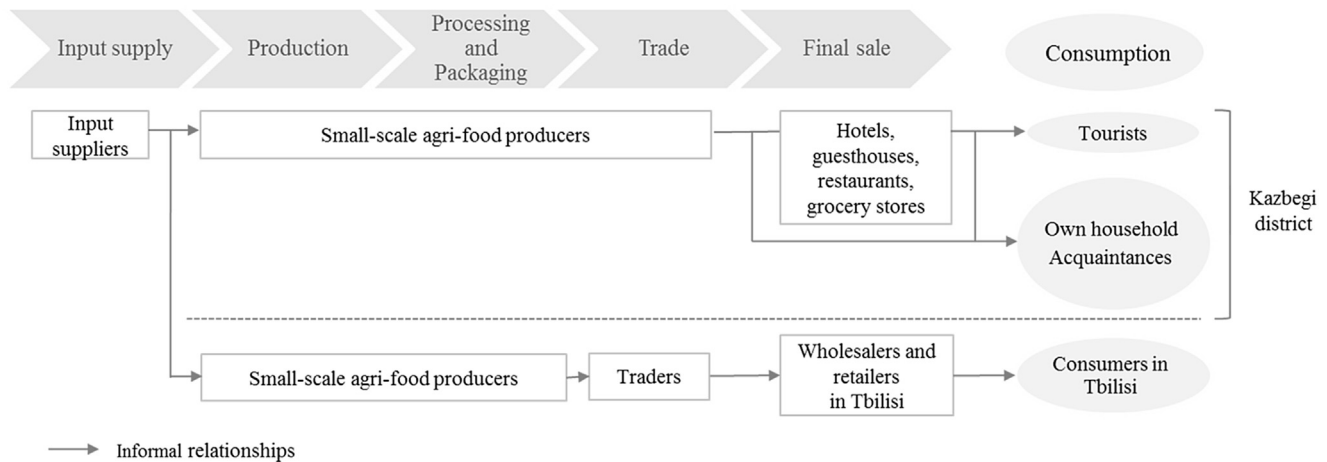 Input supply
Production
Processing
and
Packaging
Trade
Final sale
Consumption
Input
suppliers
Small-scale agri-food producers
Hotels,
guesthouses,
restaurants,
grocery stores
Tourists
Own household
Acquaintances
Kazbegi
district
Small-scale agri-food producers
Traders
Wholesalers and
retailers
in Tbilisi
Consumers in
Tbilisi
Informal relationships